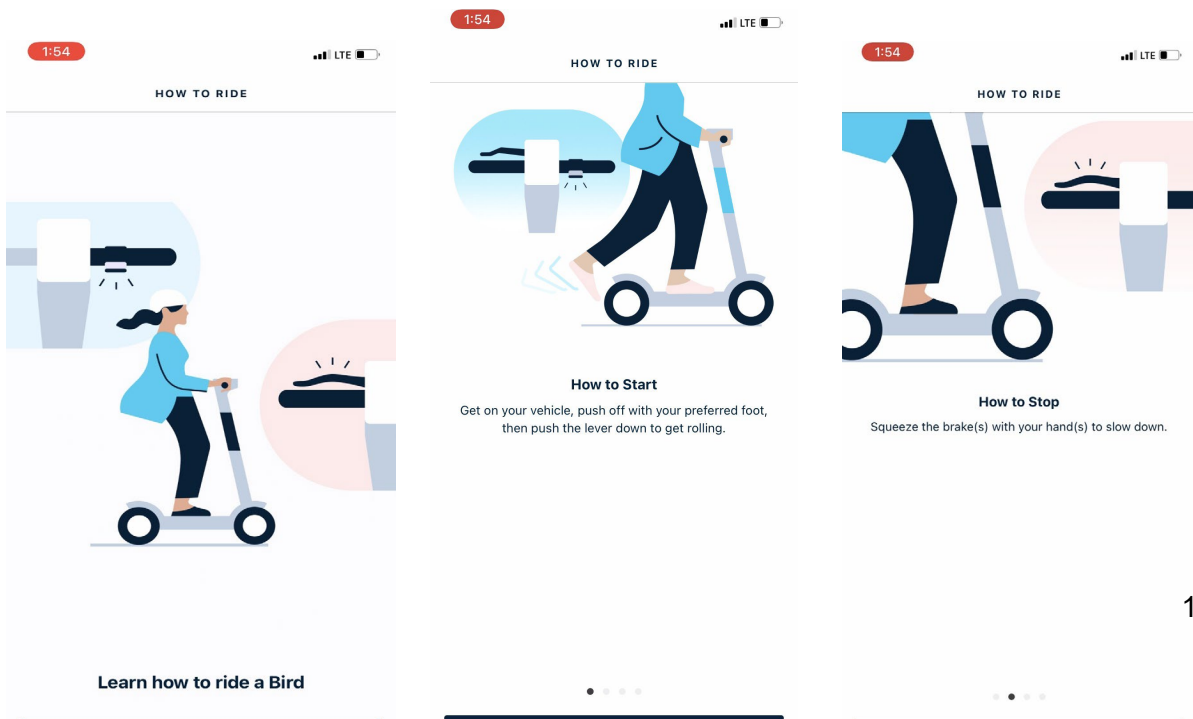 1:54
LTE
HOW TO RIDE
Learn how to ride a Bird
1:54
LTE
HOW TO RIDE
How to Start
Get on your vehicle, push off with your preferred foot,
then push the lever down to get rolling.
1:54
LTE
HOW TO RIDE
How to Stop
Squeeze the brake(s) with your hand(s) to slow down.
1